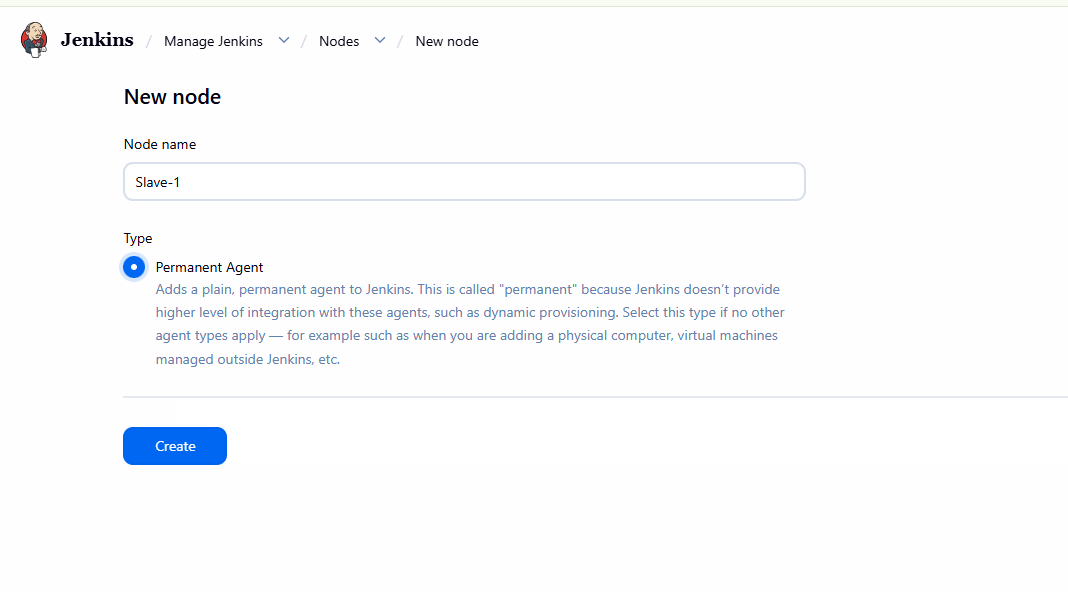 Jenkins / Manage Jenkins / Nodes / New node
New node
Node name
Slave-1
Type
Permanent Agent
Adds a plain, permanent agent to Jenkins. This is called "permanent" because Jenkins doesn’t provide
higher level of integration with these agents, such as dynamic provisioning. Select this type if no other
agent types apply — for example such as when you are adding a physical computer, virtual machines
managed outside Jenkins, etc.
Create